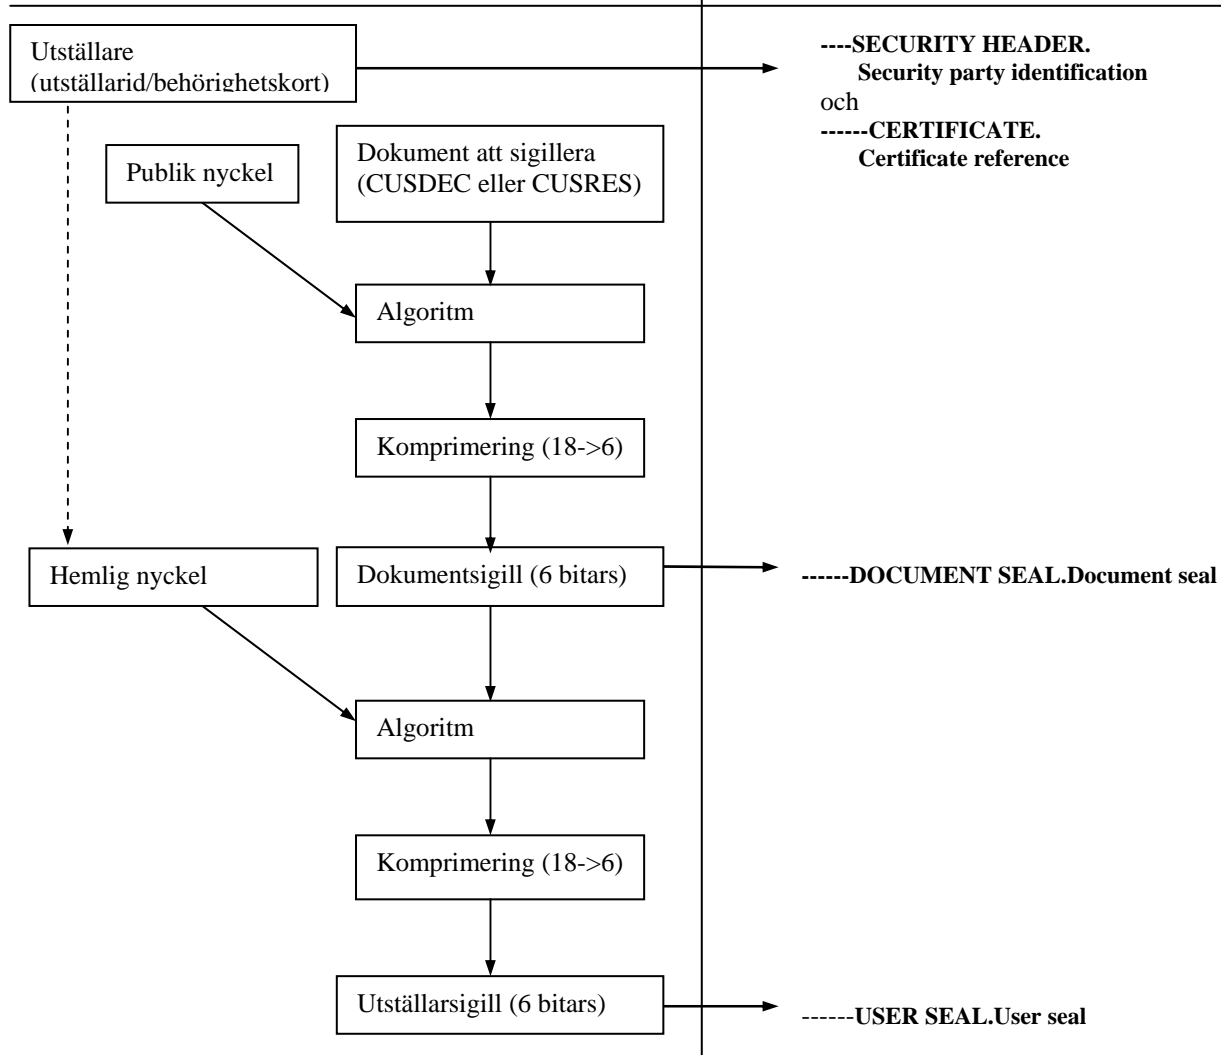 Utställare
(utställarid/behörighetskort)
----SECURITY HEADER.
Security party identification
och
------CERTIFICATE.
Certificate reference
Publik nyckel
Dokument att sigillera
(CUSDEC eller CUSRES)
Algoritm
Komprimering (18->6)
Hemlig nyckel
Dokumentsigill (6 bitars)
------DOCUMENT SEAL.Document seal
Algoritm
Komprimering (18->6)
Utställarsigill (6 bitars)
------USER SEAL.User seal